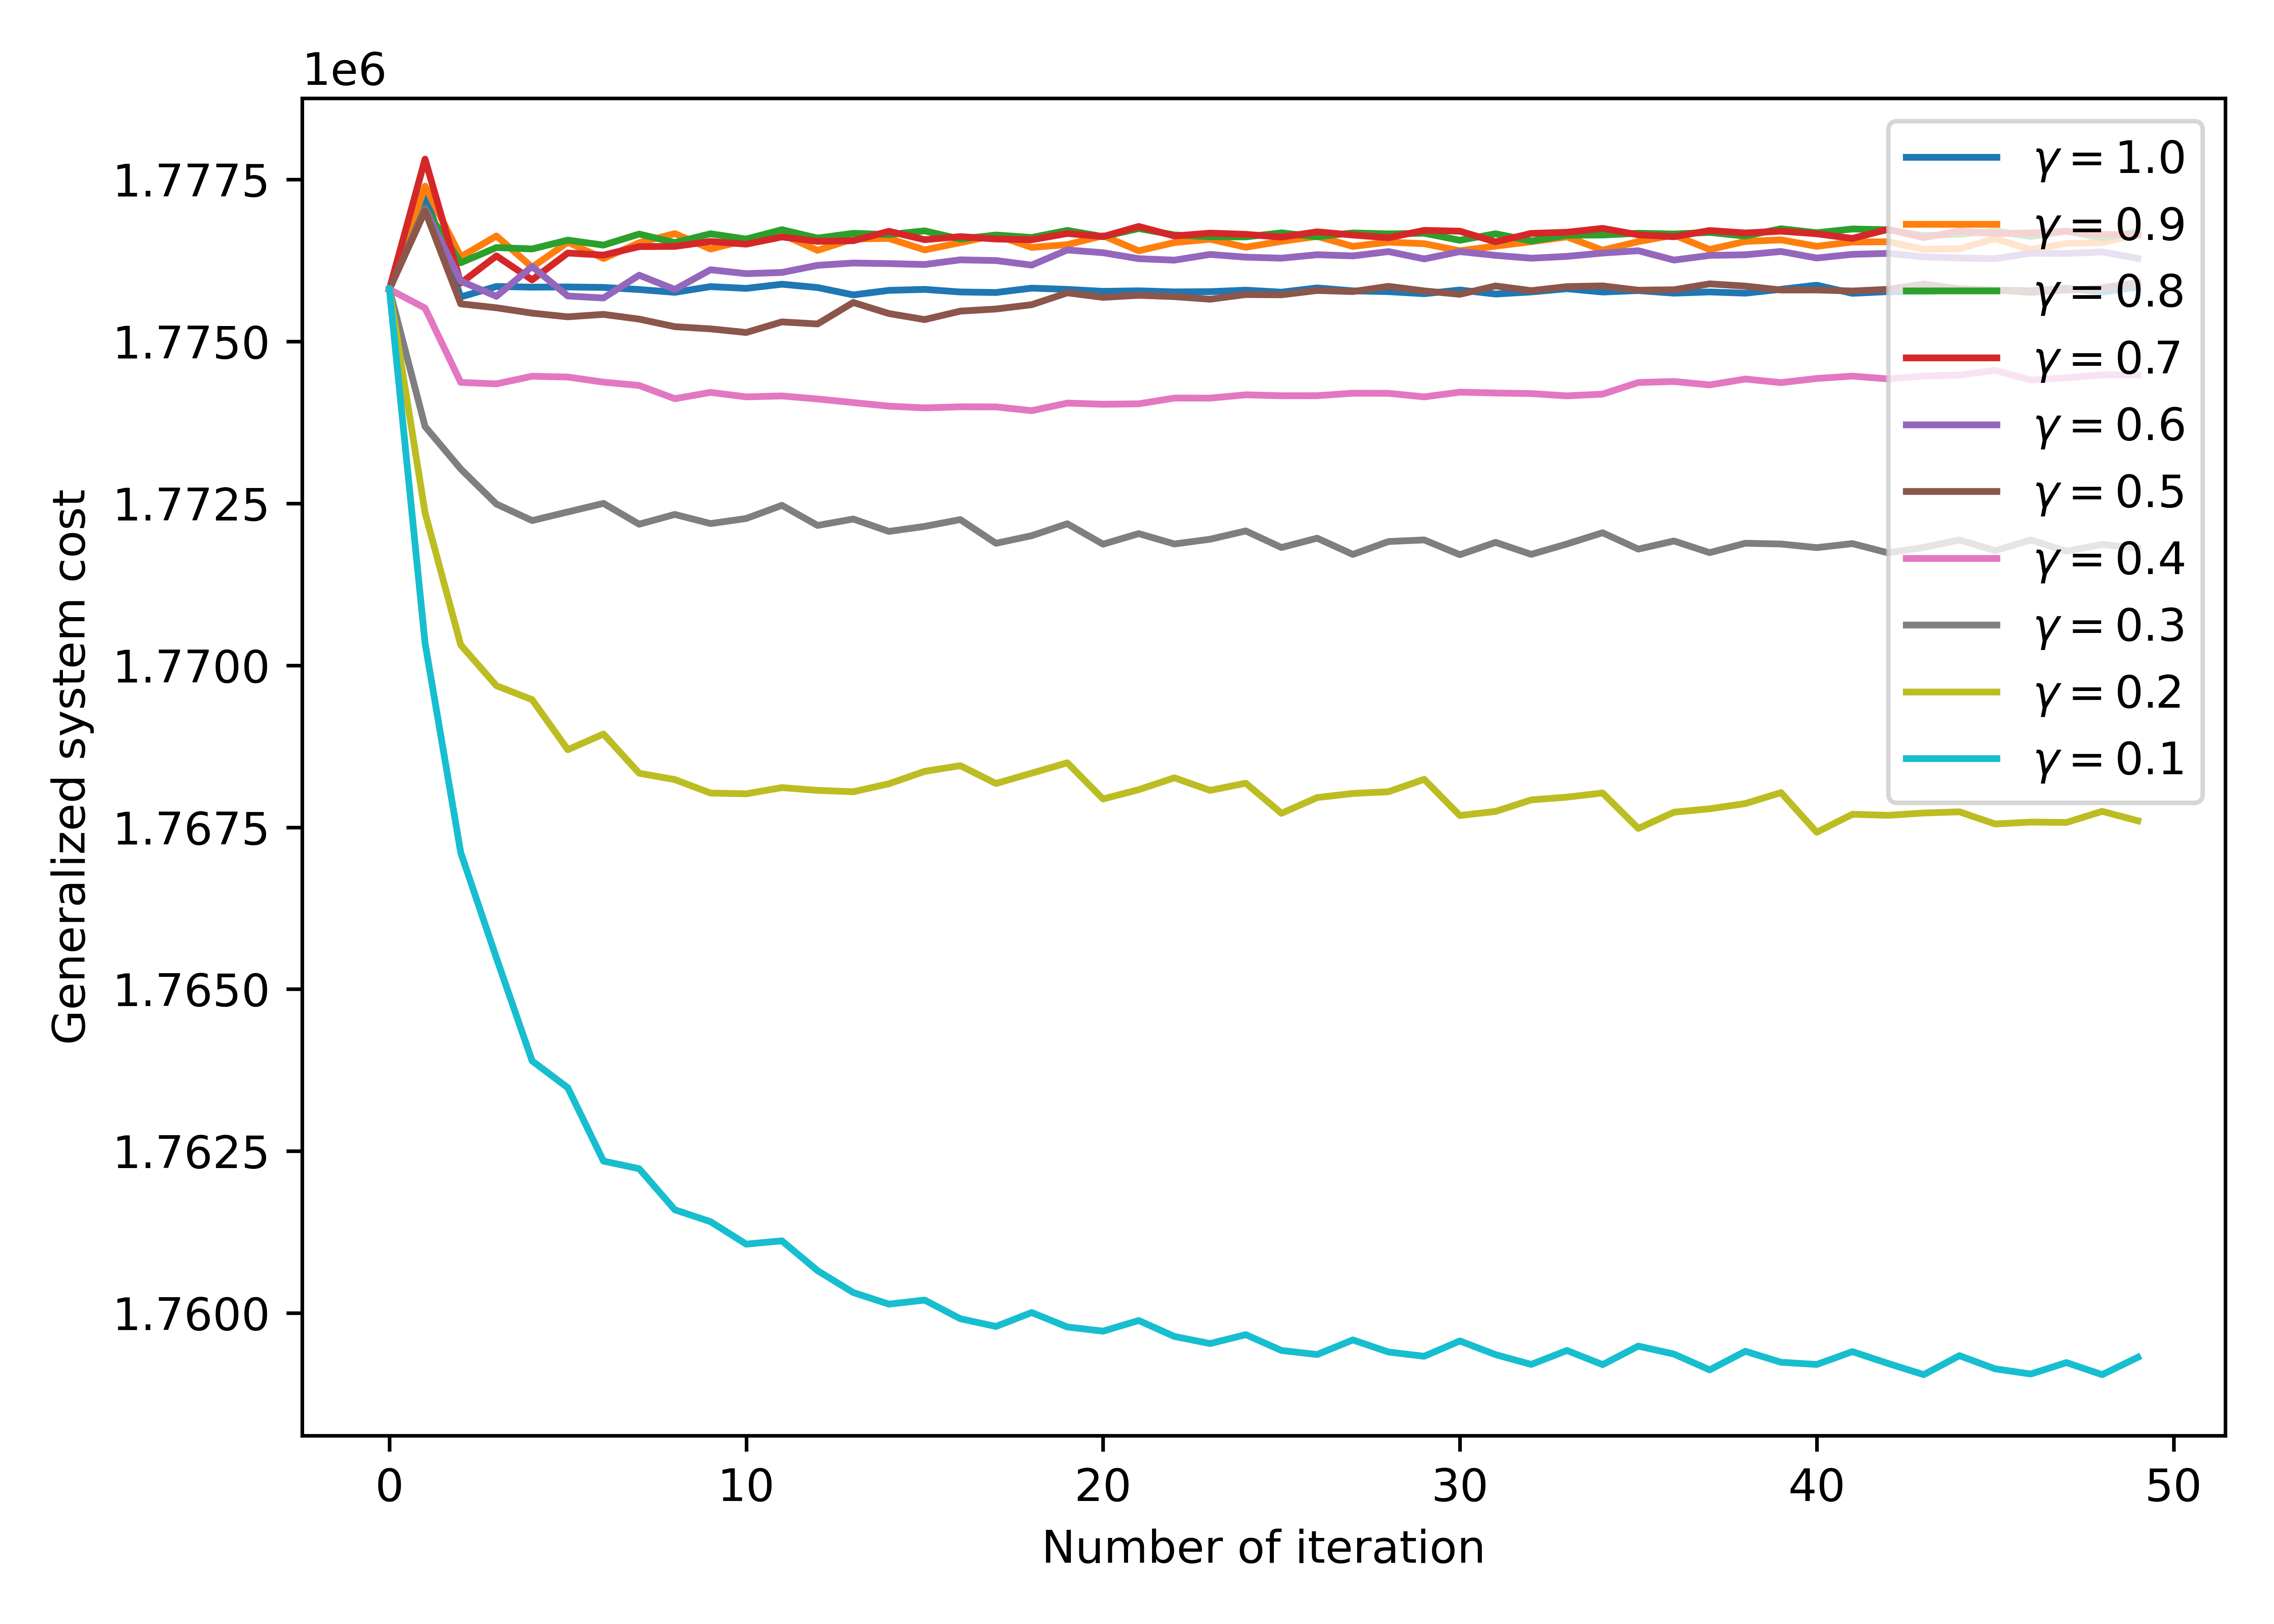 1e6
1.7775
1.7750
1.7725
1.7700
1.7675
1.7650
1.7625
1.7600
Generalized system cost
0 10 20 30 40 50
Number of iteration
γ = 1.0
γ = 0.9
γ = 0.8
γ = 0.7
γ = 0.6
γ = 0.5
γ = 0.4
γ = 0.3
γ = 0.2
γ = 0.1